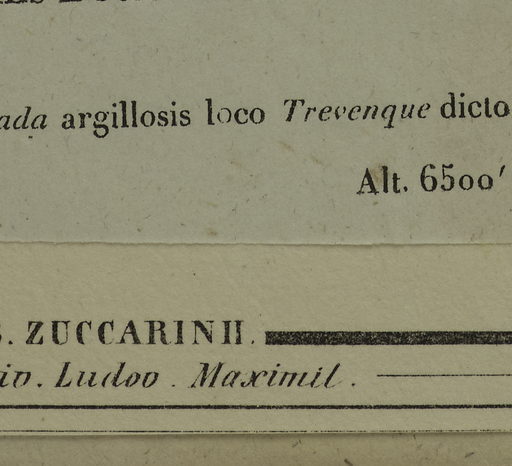 ada argillosis loco Trevenque dicto
Alt. 6500'
. ZUCCARINII.
Ludov. Maximil.